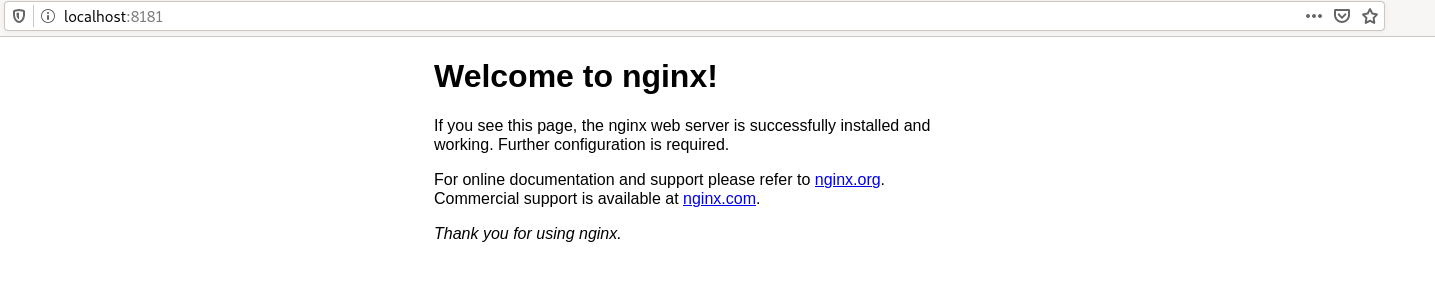 localhost:8181
Welcome to nginx!
If you see this page, the nginx web server is successfully installed and
working. Further configuration is required.
For online documentation and support please refer to nginx.org.
Commercial support is available at nginx.com.
Thank you for using nginx.